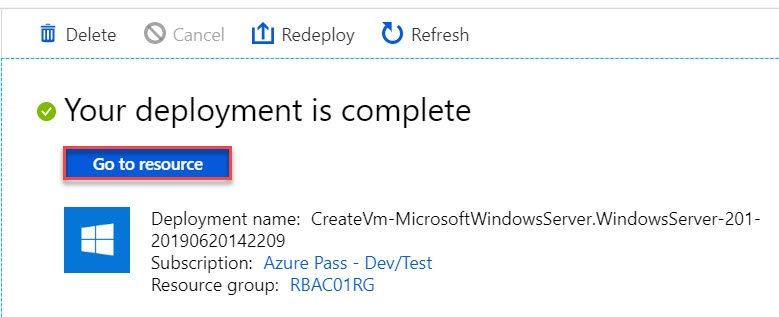 Delete Cancel Redeploy Refresh
Your deployment is complete
Go to resource
Deployment name: CreateVm-MicrosoftWindowsServer.WindowsServer-201-
20190620142209
Subscription: Azure Pass - Dev/Test
Resource group: RBAC01RG